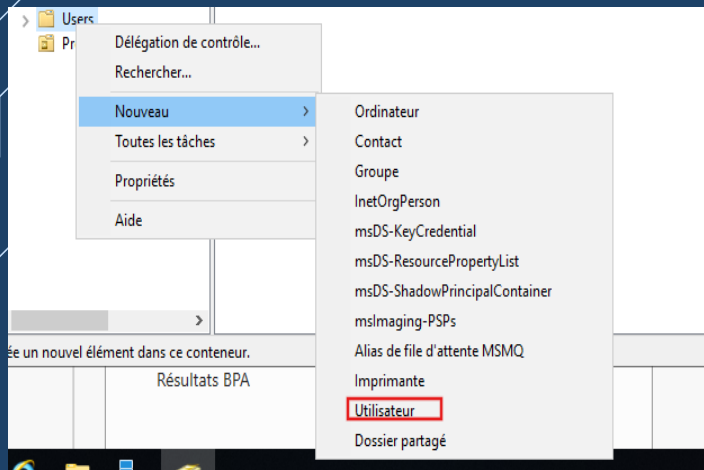 Users
Pr
Délégation de contrôle...
Rechercher...
Nouveau
Toutes les tâches
Propriétés
Aide
Ordinateur
Contact
Groupe
InetOrgPerson
msDS-KeyCredential
msDS-ResourcePropertyList
msDS-ShadowPrincipalContainer
msImaging-PSPs
Alias de file d'attente MSMQ
Imprimante
Utilisateur
Dossier partagé
ée un nouvel élément dans ce conteneur.
Résultats BPA